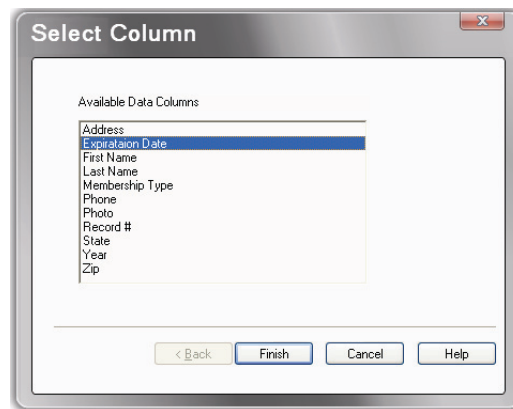 Select Column
x
Available Data Columns
Address
Expirataion Date
First Name
Last Name
Membership Type
Phone
Photo
Record #
State
Year
Zip
< Back Finish Cancel Help